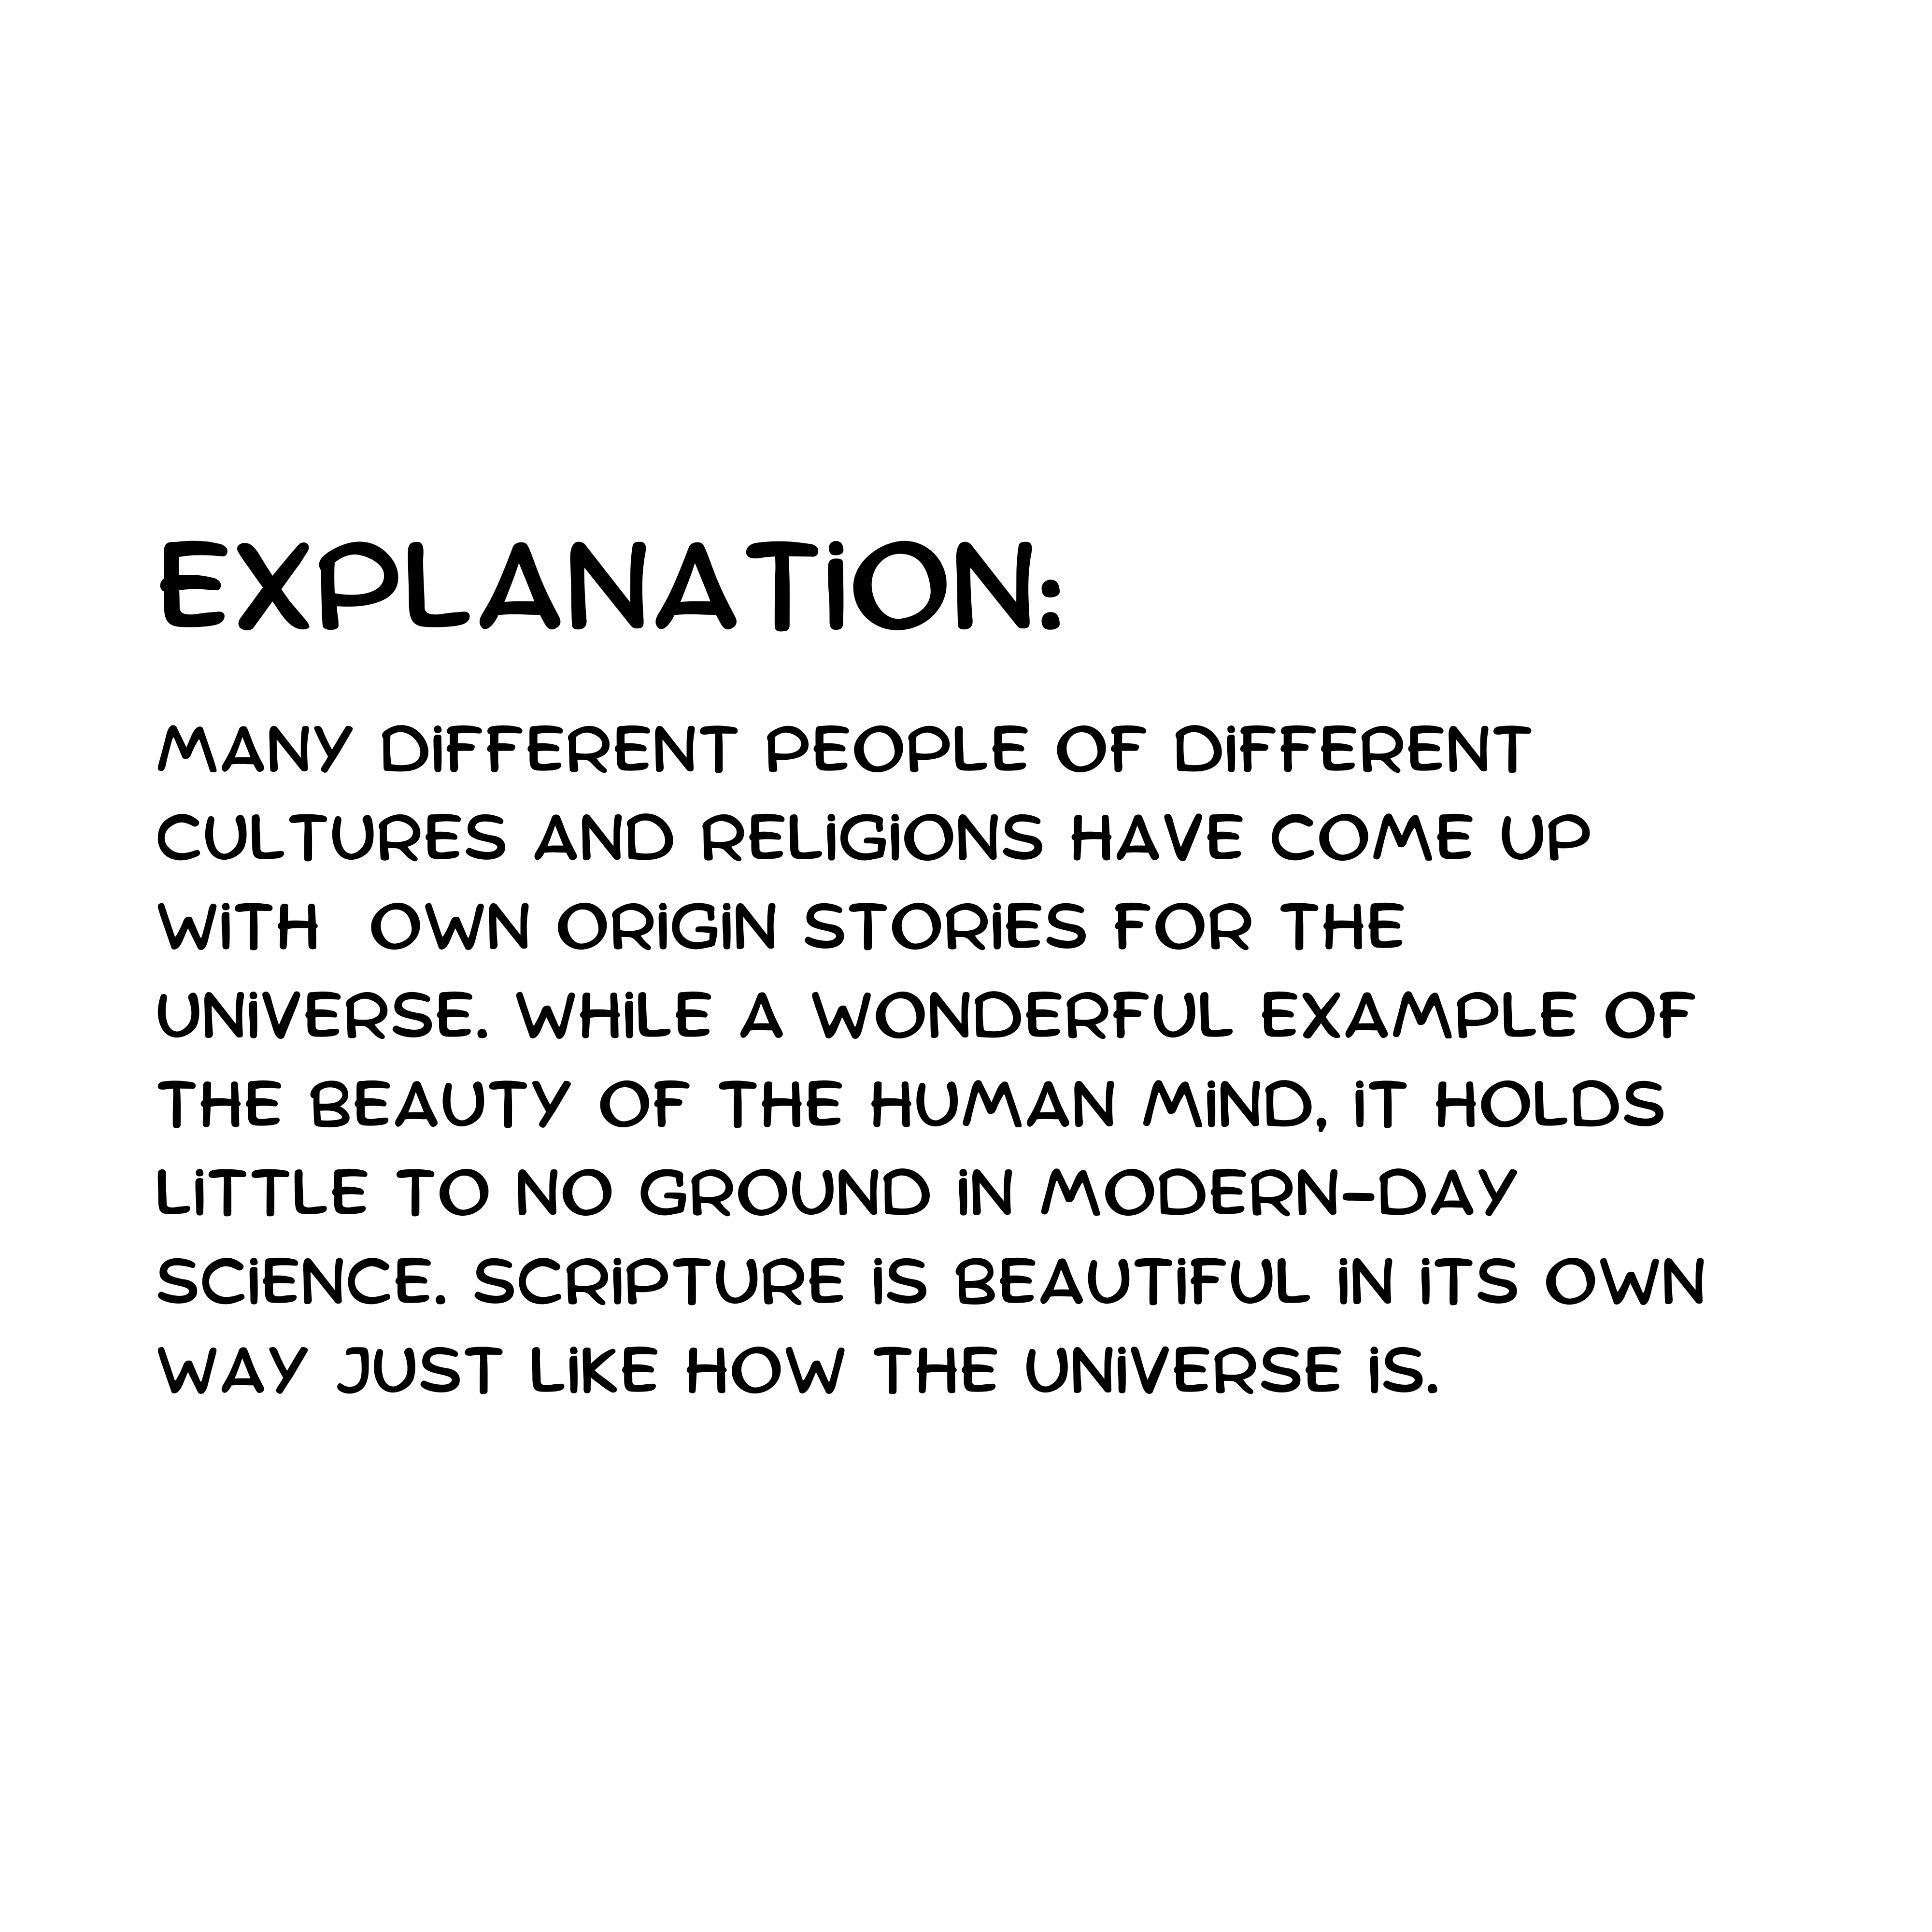 EXPLANATiON:
MANY DiFFERENT PEOPLE OF DiFFERENT
CULTURES AND RELiGiONS HAVE COME UP
WiTH OWN ORiGiN STORiES FOR THE
UNiVERSE. WHiLE A WONDERFUL EXAMPLE OF
THE BEAUTY OF THE HUMAN MiND, iT HOLDS
LiTTLE TO NO GROUND iN MODERN-DAY
SCiENCE. SCRiPTURE iS BEAUTiFUL iN iTS OWN
WAY JUST LiKE HOW THE UNiVERSE iS.